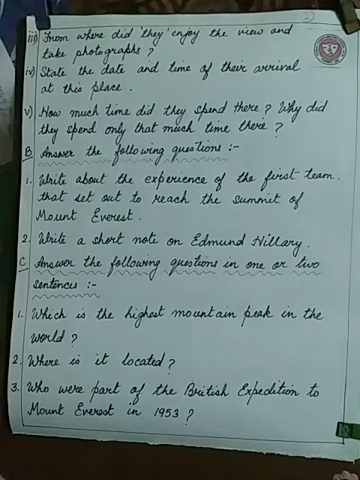 iii) From where did 'they' enjoy the view and
take photographs?
iv) State the date and time of their arrival
at this place.
v) How much time did they spend there? Why did
they spend only that much time there?
B Answer the following questions :-
1. Write about the experience of the first team
that set out to reach the summit of
Mount Everest.
2. Write a short note on Edmund Hillary.
C Answer the following questions in one or two
sentences :-
1. Which is the highest mountain peak in the
world?
2. Where is it located?
3. Who were part of the British Expedition to
Mount Everest in 1953?